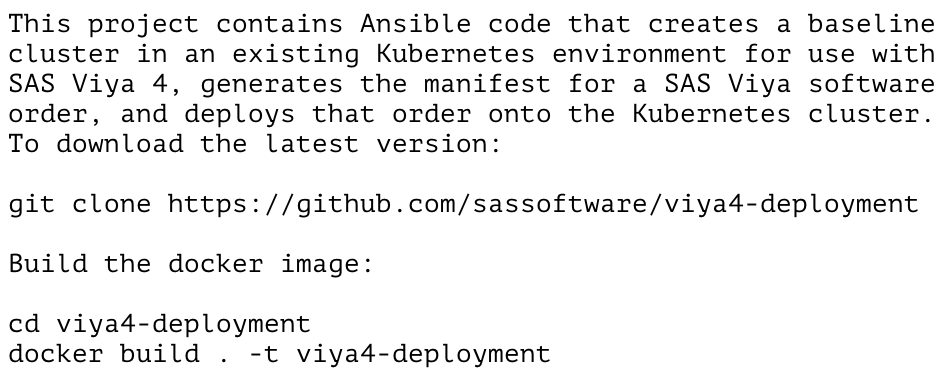 This project contains Ansible code that creates a baseline
cluster in an existing Kubernetes environment for use with
SAS Viya 4, generates the manifest for a SAS Viya software
order, and deploys that order onto the Kubernetes cluster.
To download the latest version:
git clone https://github.com/sassoftware/viya4-deployment
Build the docker image:
cd viya4-deployment
docker build . -t viya4-deployment